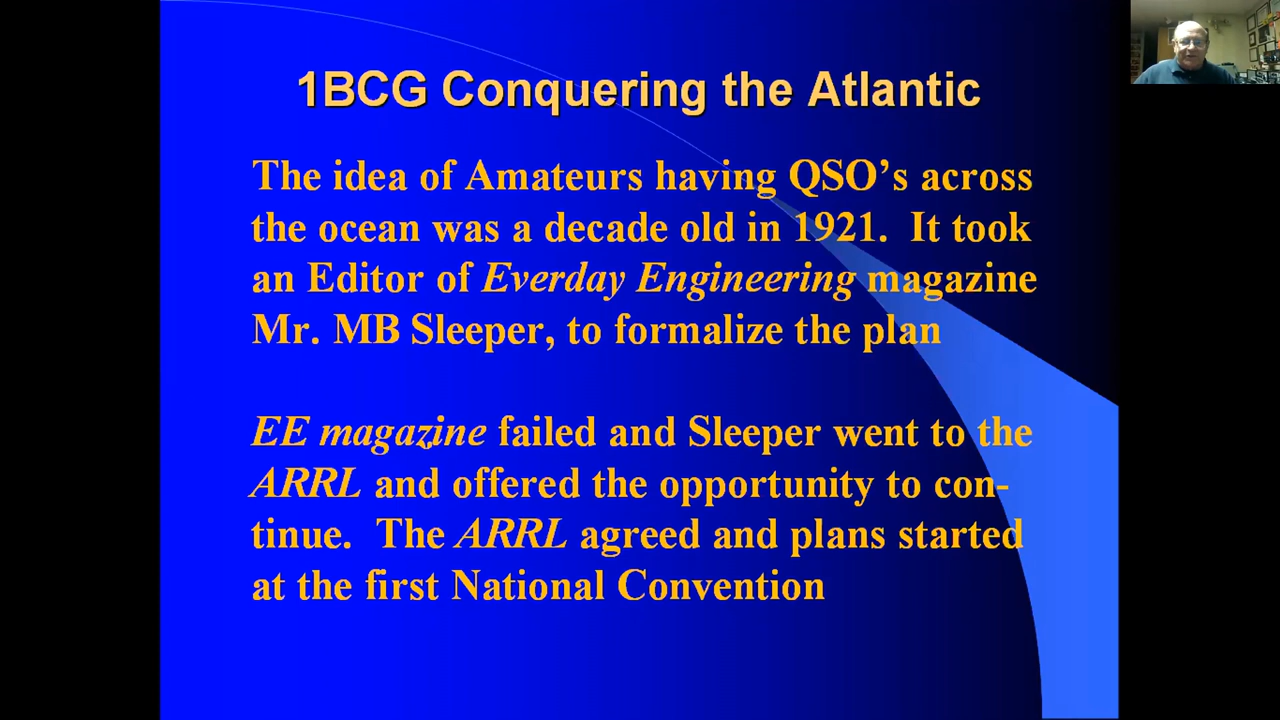 1BCG Conquering the Atlantic
The idea of Amateurs having QSO’s across
the ocean was a decade old in 1921.  It took
an Editor of Everday Engineering magazine
Mr. MB Sleeper, to formalize the plan
EE magazine failed and Sleeper went to the
ARRL and offered the opportunity to con-
tinue.  The ARRL agreed and plans started
at the first National Convention